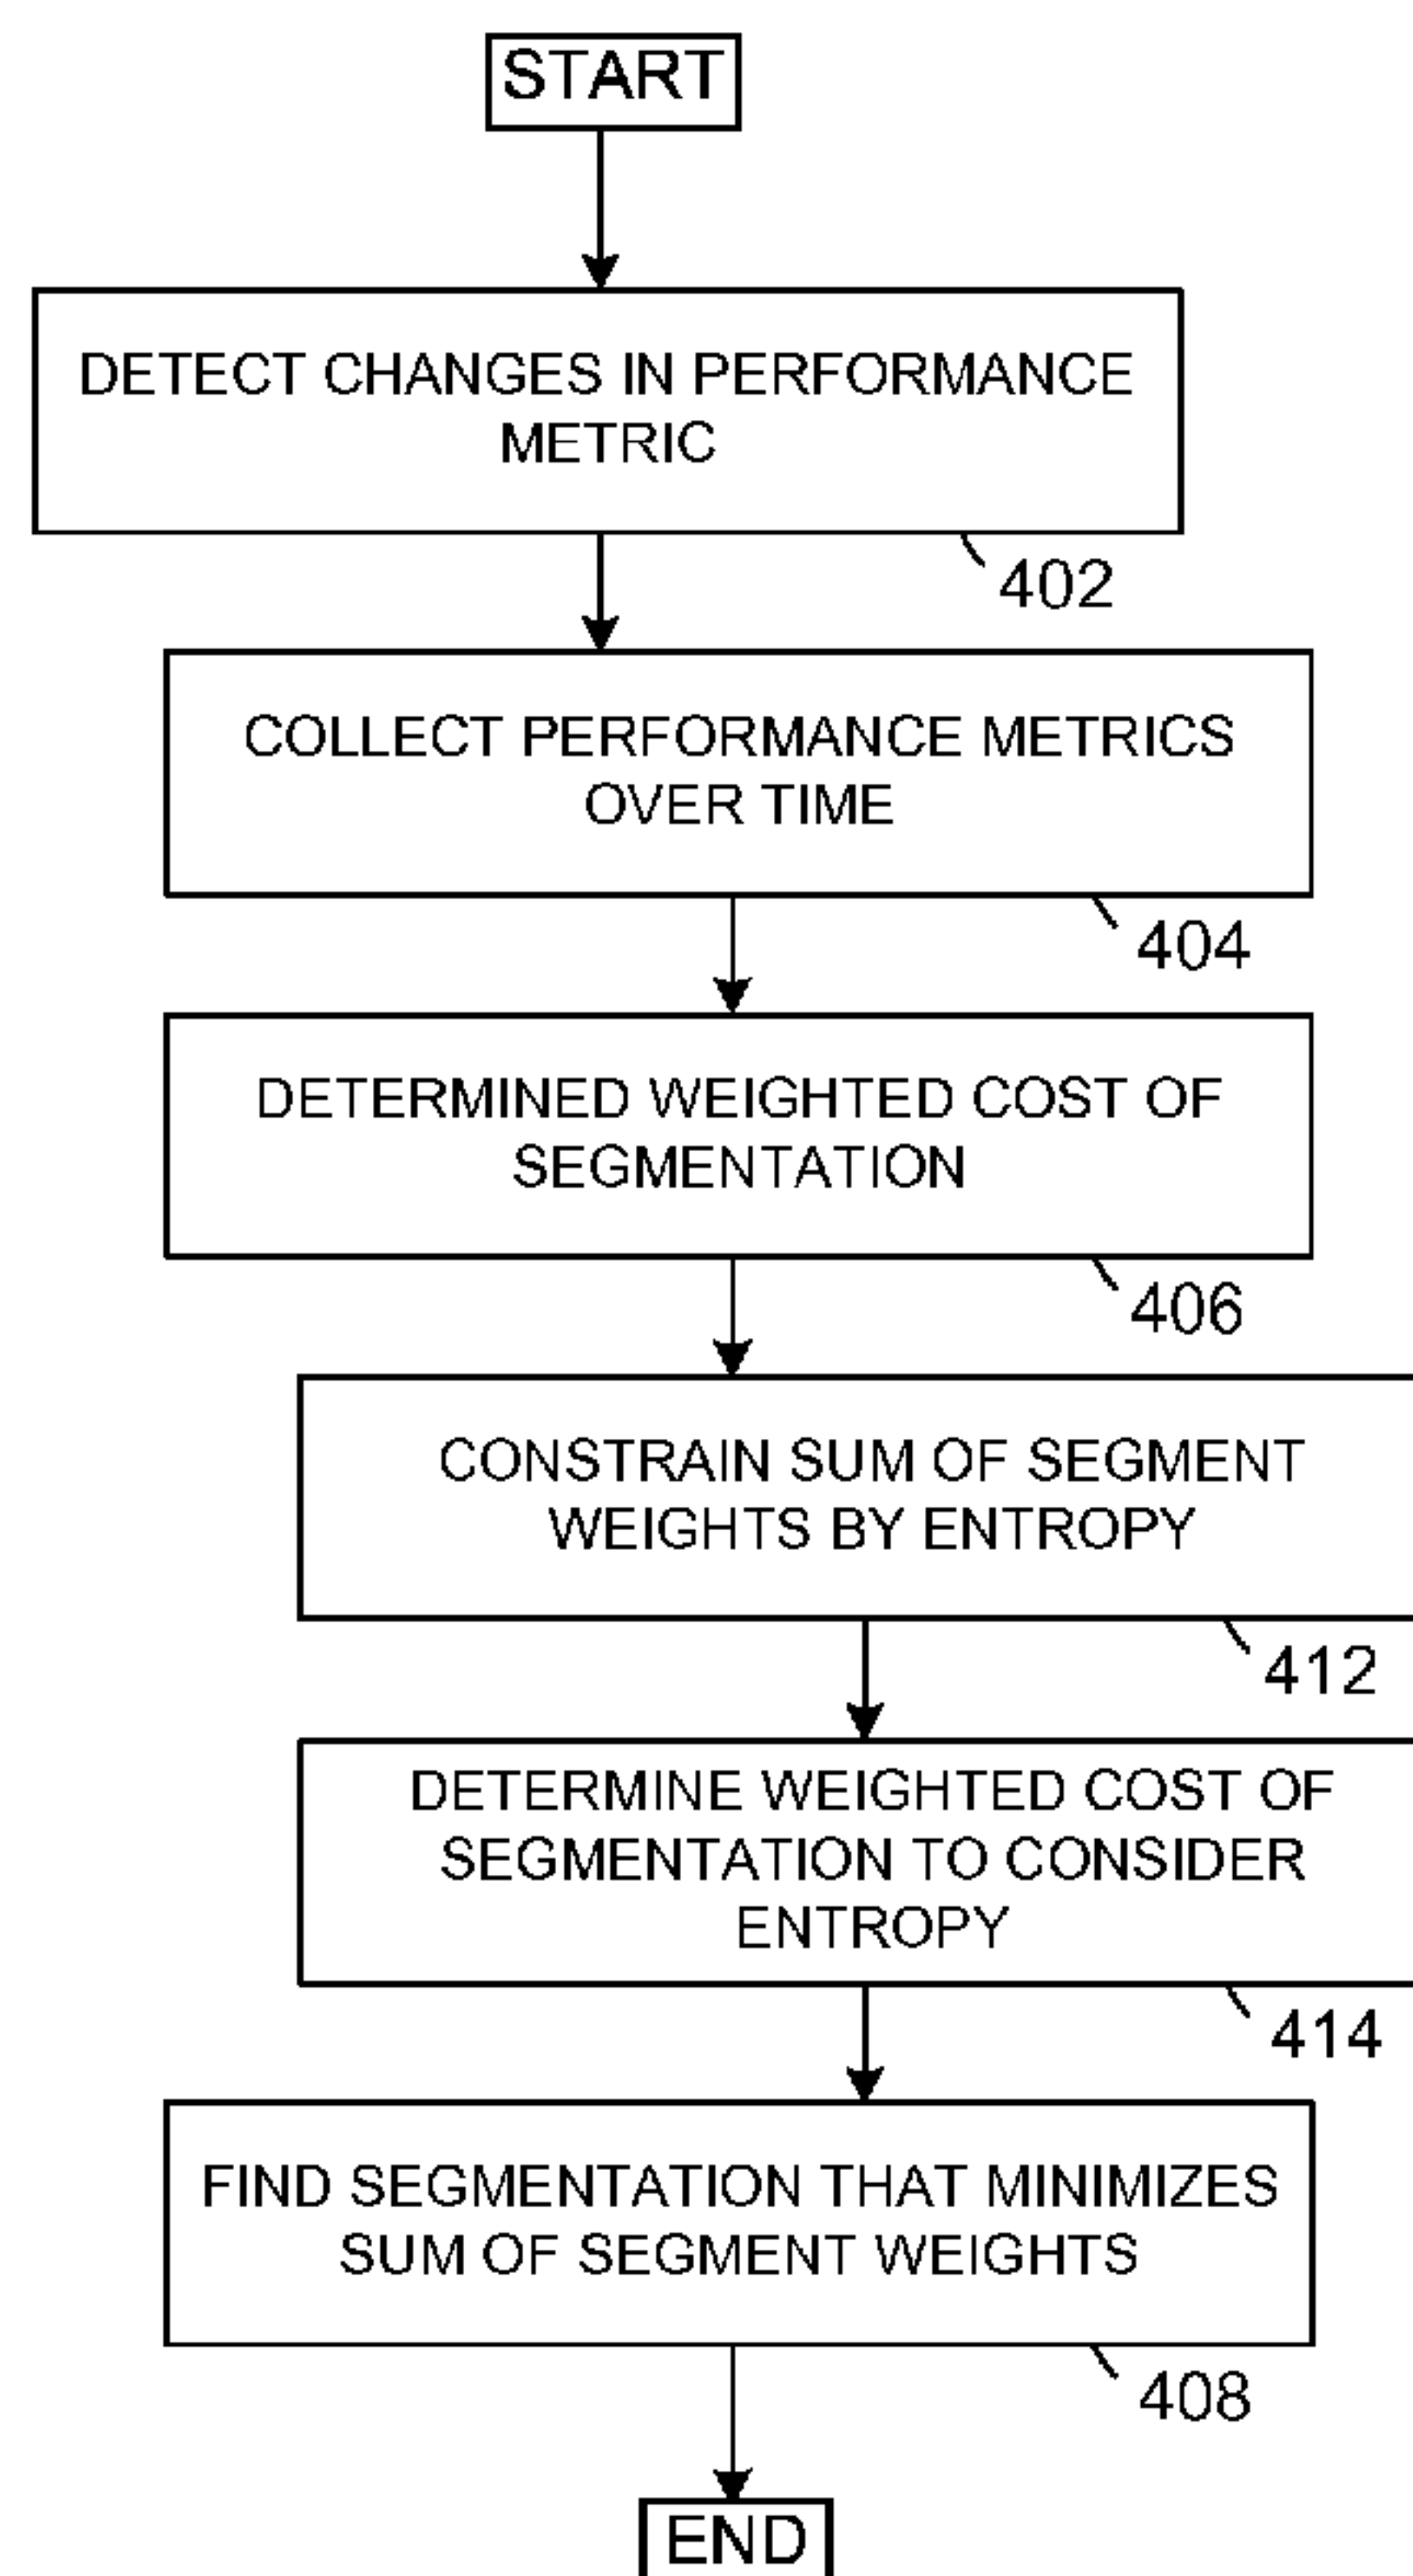 START
DETECT CHANGES IN PERFORMANCE
METRIC
402
COLLECT PERFORMANCE METRICS
OVER TIME
404
DETERMINED WEIGHTED COST OF
SEGMENTATION
406
CONSTRAIN SUM OF SEGMENT
WEIGHTS BY ENTROPY
412
DETERMINE WEIGHTED COST OF
SEGMENTATION TO CONSIDER
ENTROPY
414
FIND SEGMENTATION THAT MINIMIZES
SUM OF SEGMENT WEIGHTS
408
END